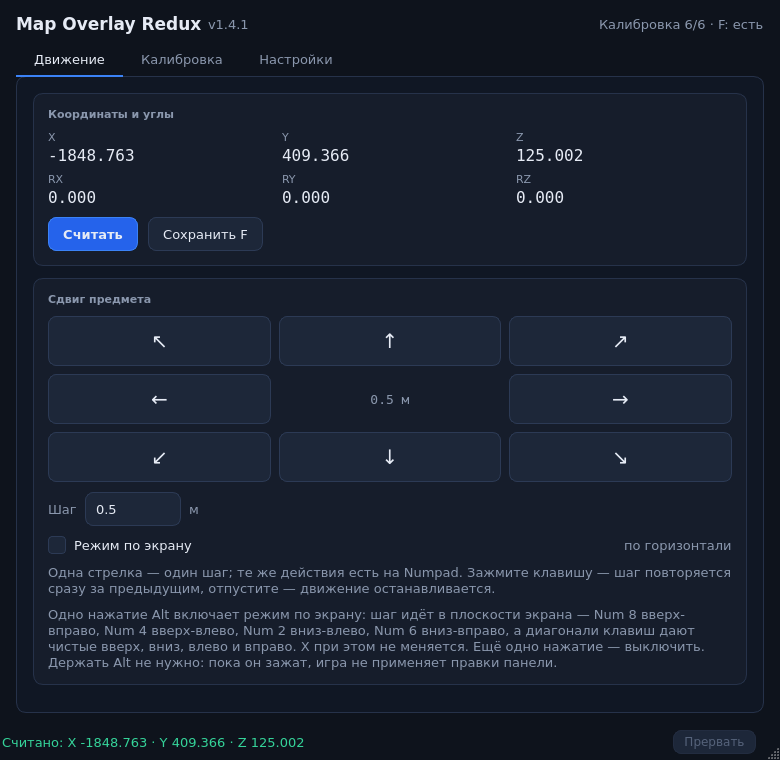 Map Overlay Redux v1.4.1
Калибровка 6/6 · F: есть
Движение
Калибровка
Настройки
Координаты и углы
X
Y
Z
-1848.763
409.366
125.002
RX
RY
RZ
0.000
0.000
0.000
Считать
Сохранить F
Сдвиг предмета
↖
↑
↗
←
0.5 м
→
↙
↓
↘
Шаг 0.5 м
Режим по экрану
по горизонтали
Одна стрелка — один шаг; те же действия есть на Numpad. Зажмите клавишу — шаг повторяется
сразу за предыдущим, отпустите — движение останавливается.
Одно нажатие Alt включает режим по экрану: шаг идёт в плоскости экрана — Num 8 вверх-
вправо, Num 4 вверх-влево, Num 2 вниз-влево, Num 6 вниз-вправо, а диагонали клавиш дают
чистые вверх, вниз, влево и вправо. X при этом не меняется. Ещё одно нажатие — выключить.
Держать Alt не нужно: пока он зажат, игра не применяет правки панели.
Считано: X -1848.763 · Y 409.366 · Z 125.002
Прервать